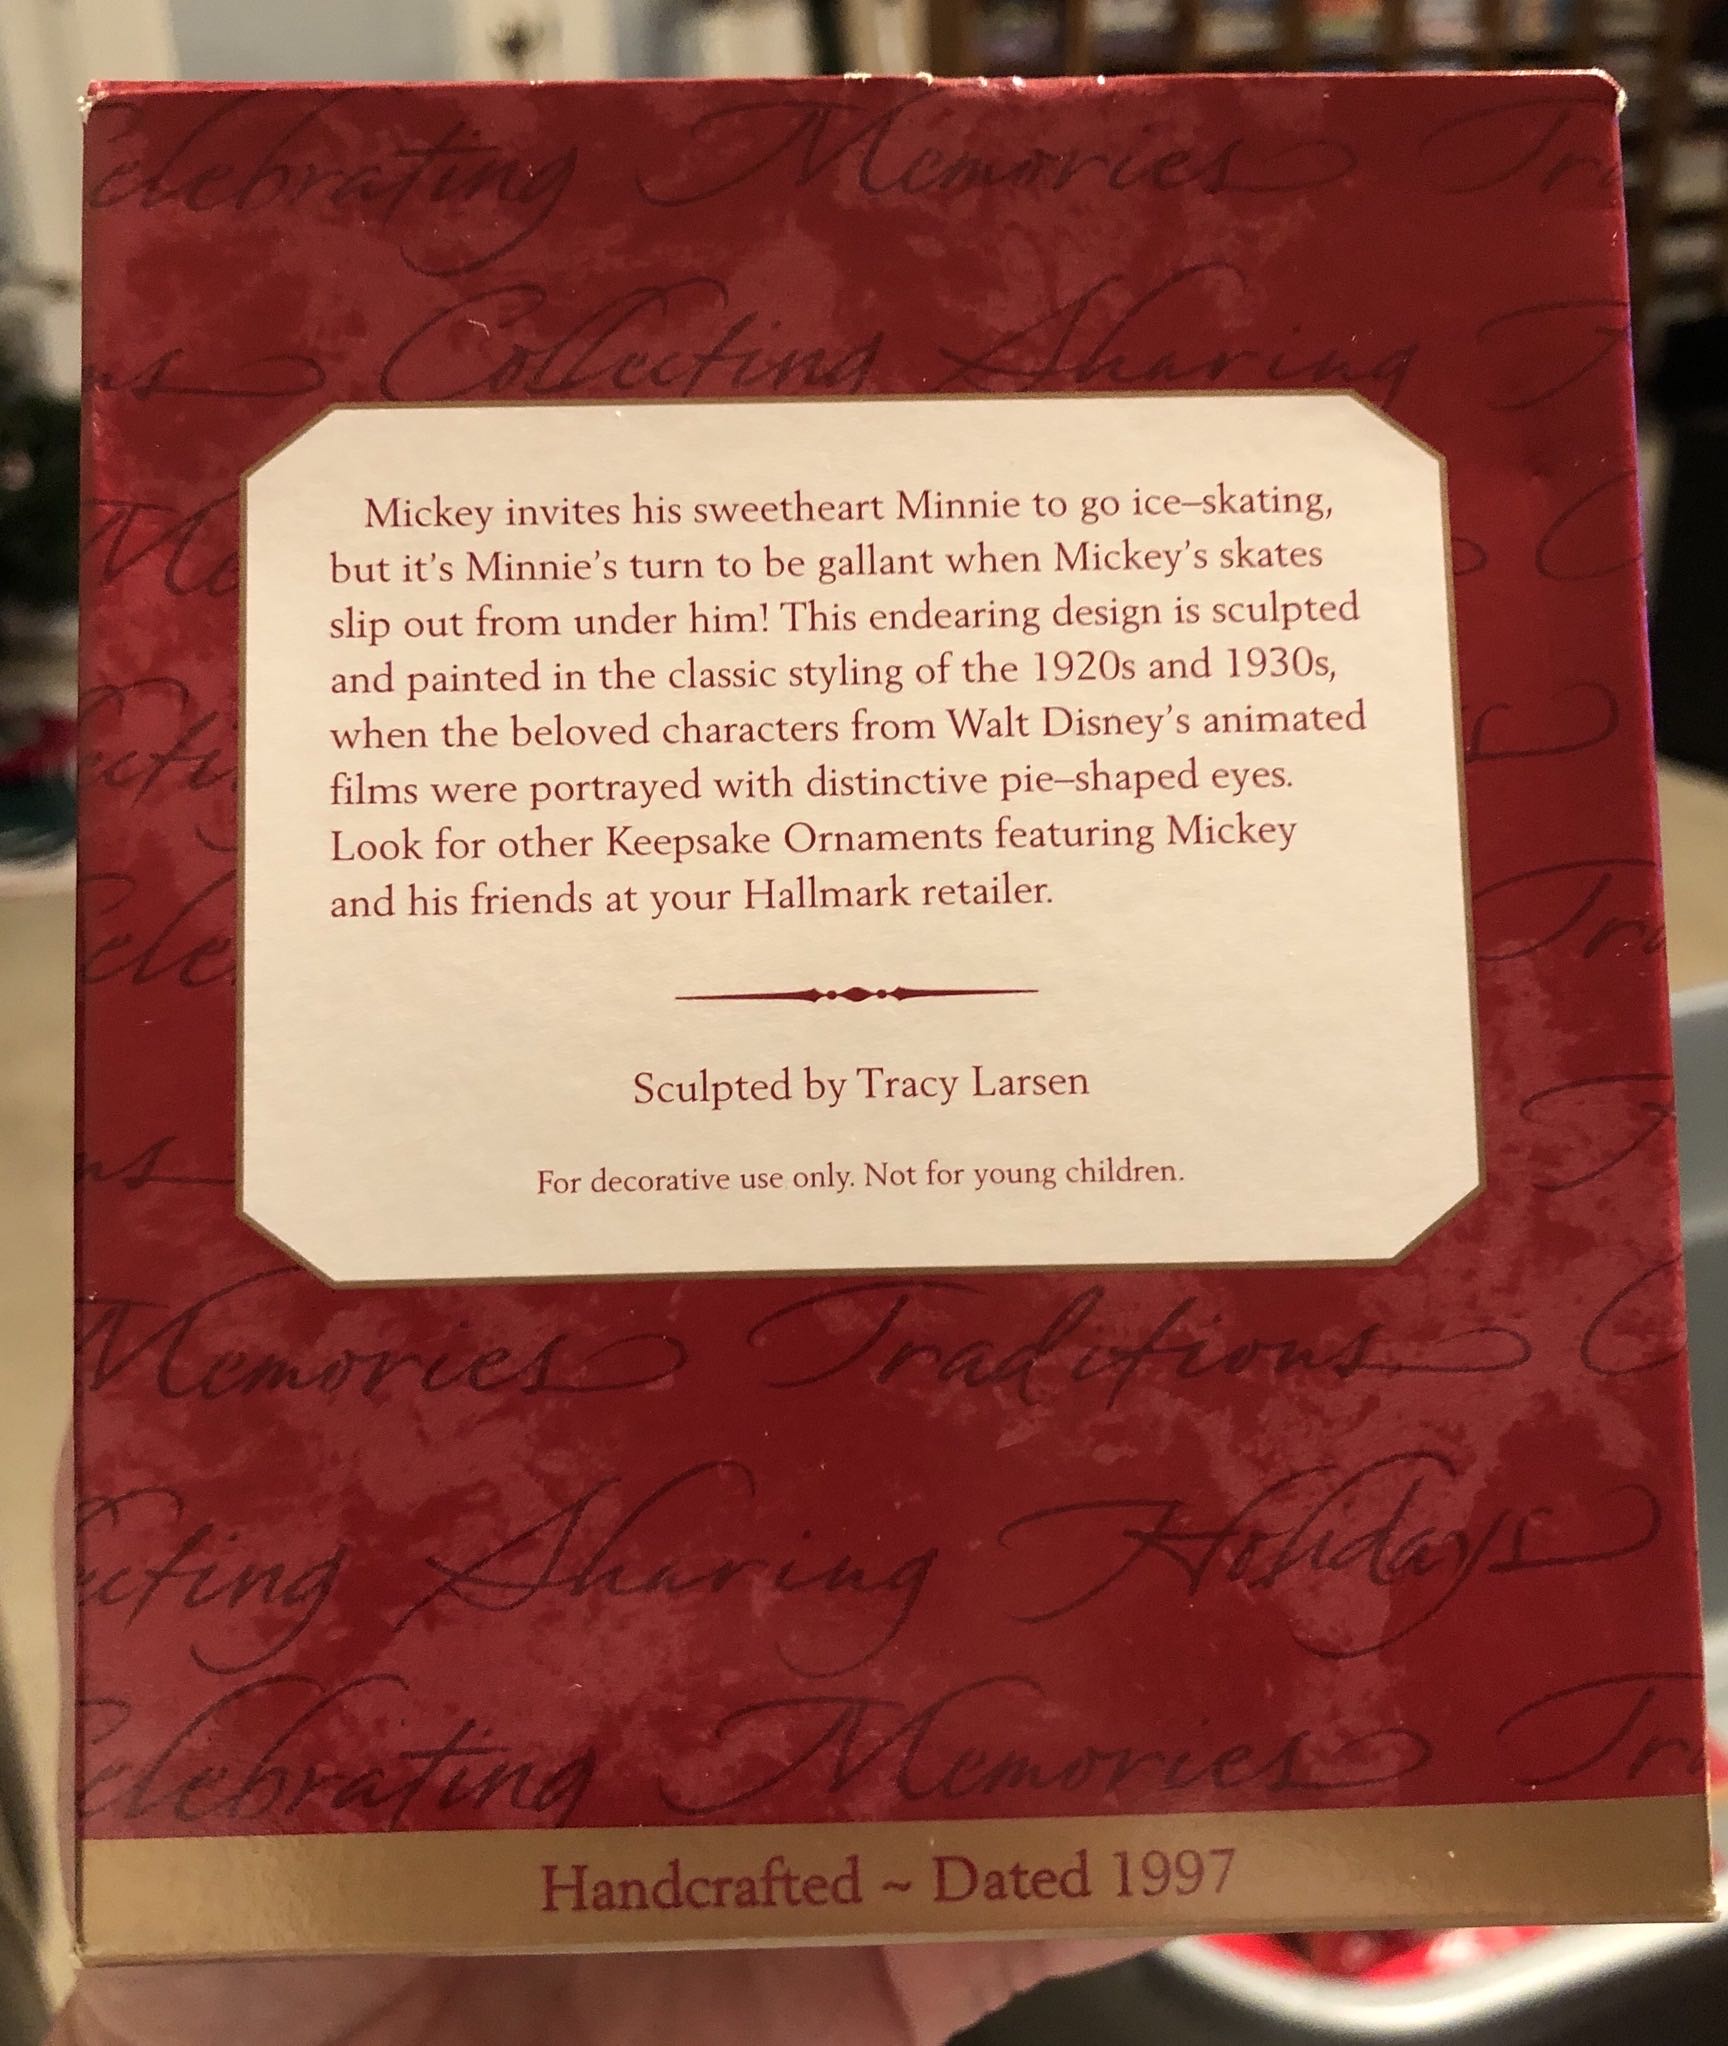 Celebrating Memories
Collecting Sharing
Mickey invites his sweetheart Minnie to go ice–skating,
but it's Minnie's turn to be gallant when Mickey's skates
slip out from under him! This endearing design is sculpted
and painted in the classic styling of the 1920s and 1930s,
when the beloved characters from Walt Disney's animated
films were portrayed with distinctive pie–shaped eyes.
Look for other Keepsake Ornaments featuring Mickey
and his friends at your Hallmark retailer.
Sculpted by Tracy Larsen
For decorative use only. Not for young children.
Memories Traditions
Sharing Holidays
Celebrating Memories
Handcrafted ~ Dated 1997